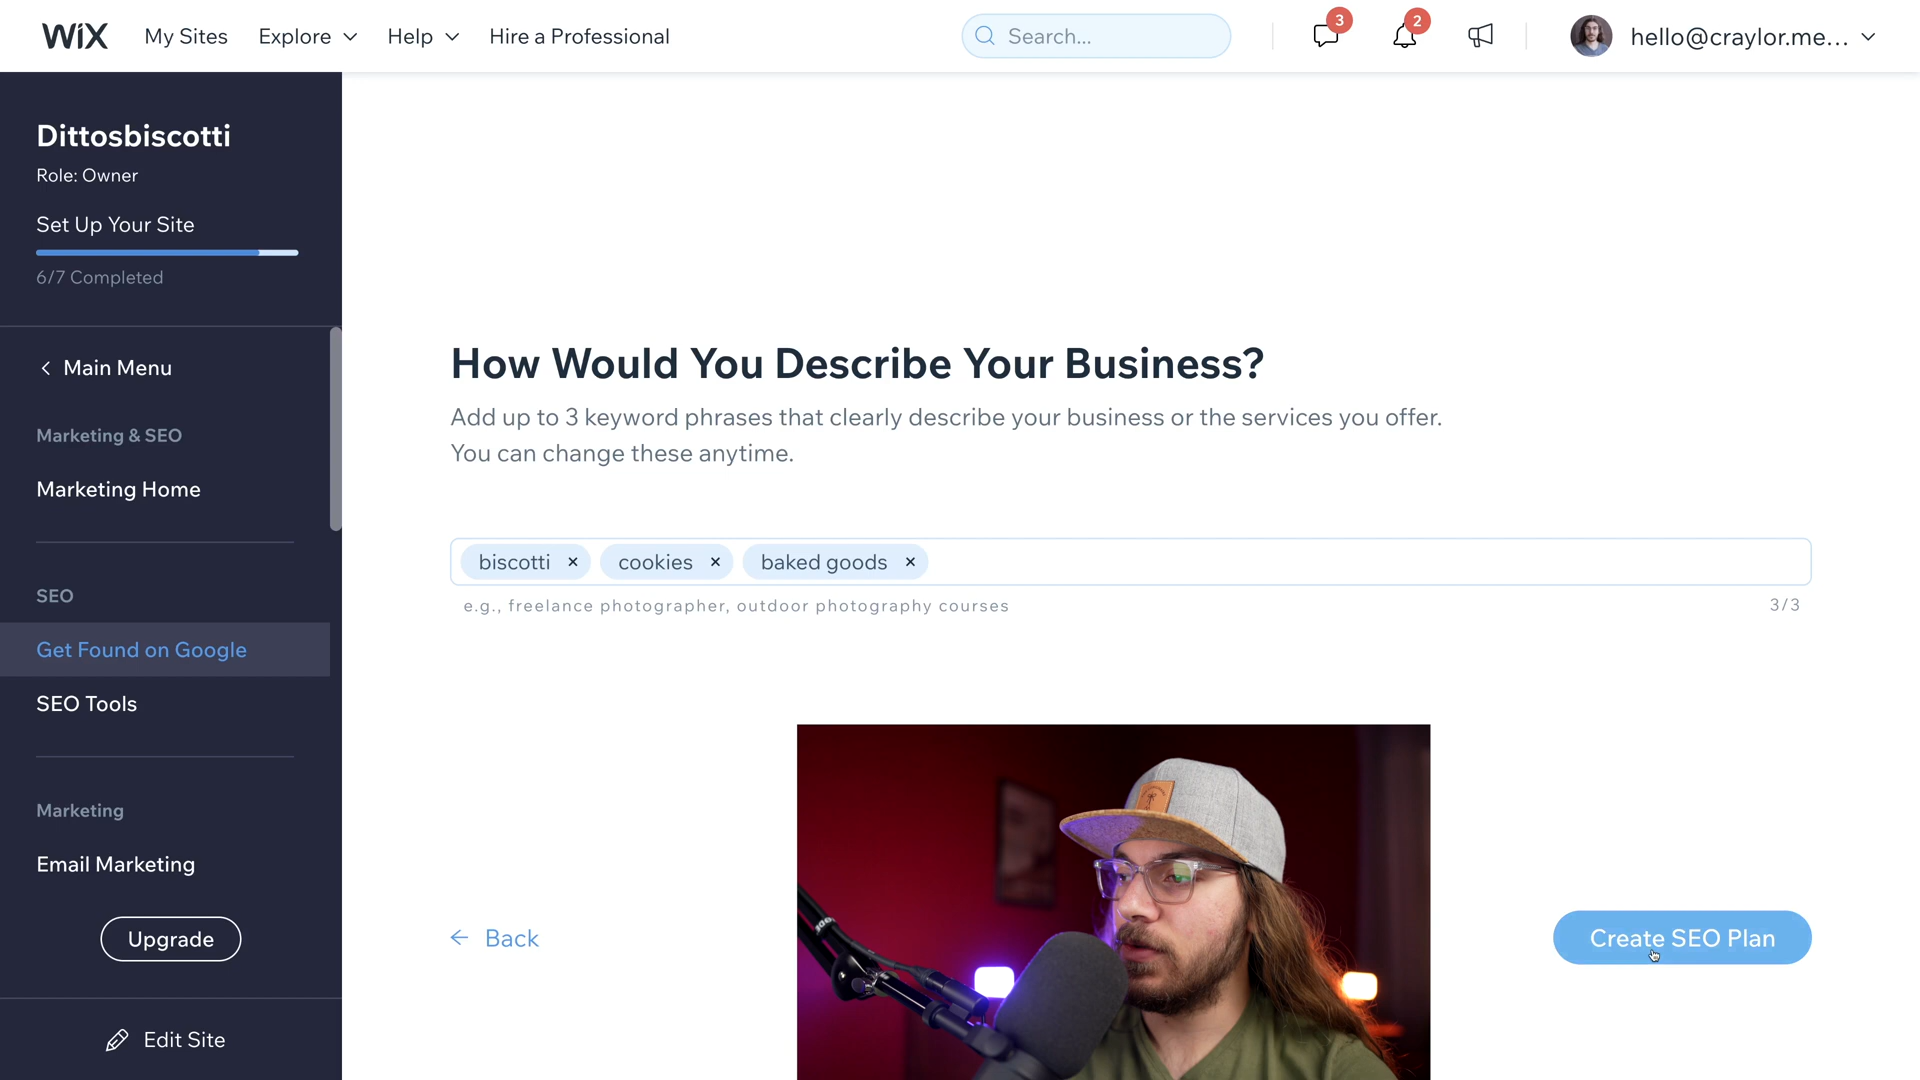 WiX
My Sites
Explore
Help
Hire a Professional
Search...
3
2
hello@craylor.me...
Dittosbiscotti
Role: Owner
Set Up Your Site
6/7 Completed
Main Menu
Marketing & SEO
Marketing Home
SEO
Get Found on Google
SEO Tools
Marketing
Email Marketing
Upgrade
Edit Site
How Would You Describe Your Business?
Add up to 3 keyword phrases that clearly describe your business or the services you offer.
You can change these anytime.
biscotti × cookies × baked goods ×
e.g., freelance photographer, outdoor photography courses
3/3
Back
Create SEO Plan